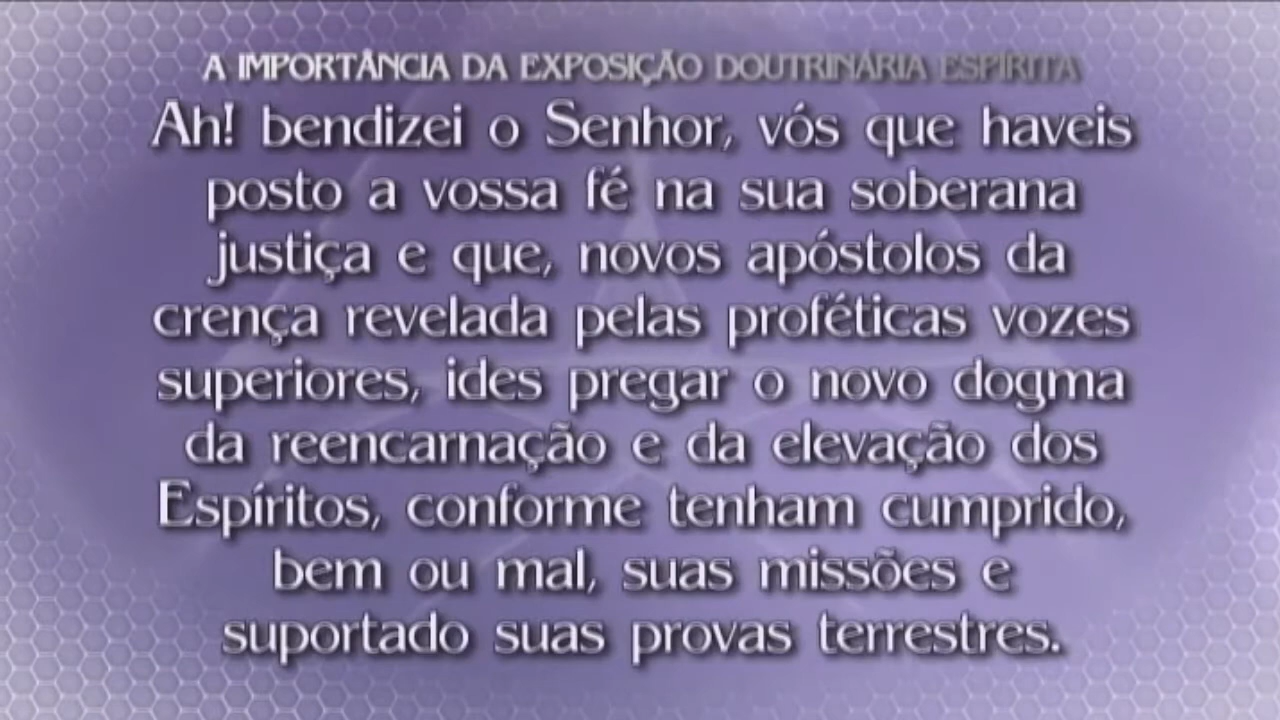 A IMPORTÂNCIA DA EXPOSIÇÃO DOUTRINÁRIA ESPÍRITA
Ah! bendizei o Senhor, vós que haveis
posto a vossa fé na sua soberana
justiça e que, novos apóstolos da
crença revelada pelas proféticas vozes
superiores, ides pregar o novo dogma
da reencarnação e da elevação dos
Espíritos, conforme tenham cumprido,
bem ou mal, suas missões e
suportado suas provas terrestres.